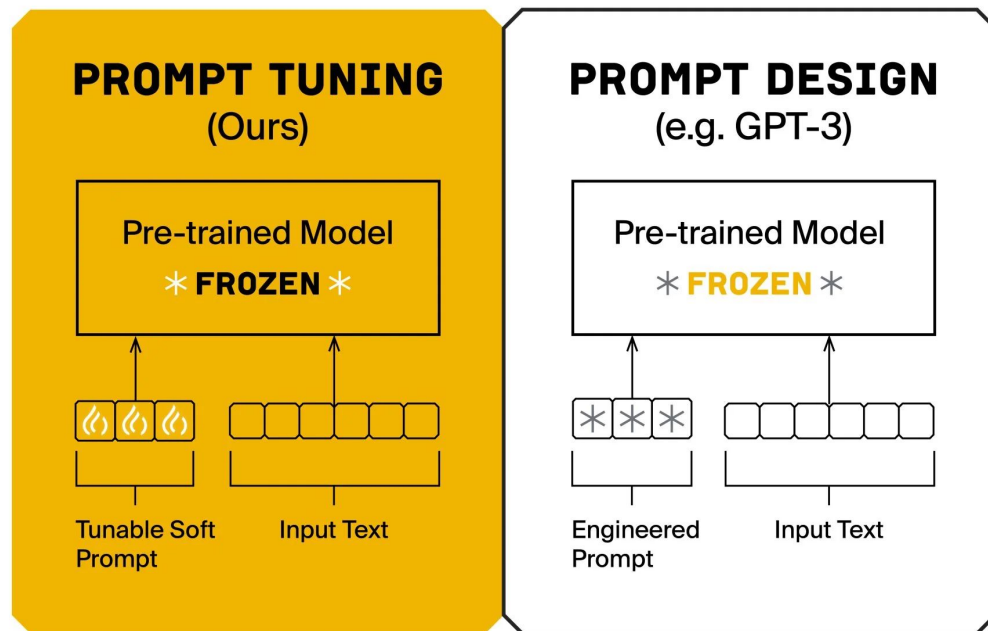 PROMPT TUNING
(Ours)
Pre-trained Model
* FROZEN *
Tunable Soft
Prompt
Input Text
PROMPT DESIGN
(e.g. GPT-3)
Pre-trained Model
* FROZEN *
Engineered
Prompt
Input Text